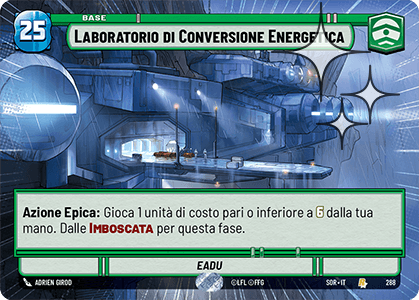 BASE
25
LABORATORIO DI CONVERSIONE ENERGETICA
Azione Epica: Gioca 1 unità di costo pari o inferiore a 6 dalla tua
mano. Dalle IMBOSCATA per questa fase.
EADU
ADRIEN GIROD
©LFL ©FFG
SOR•IT
288